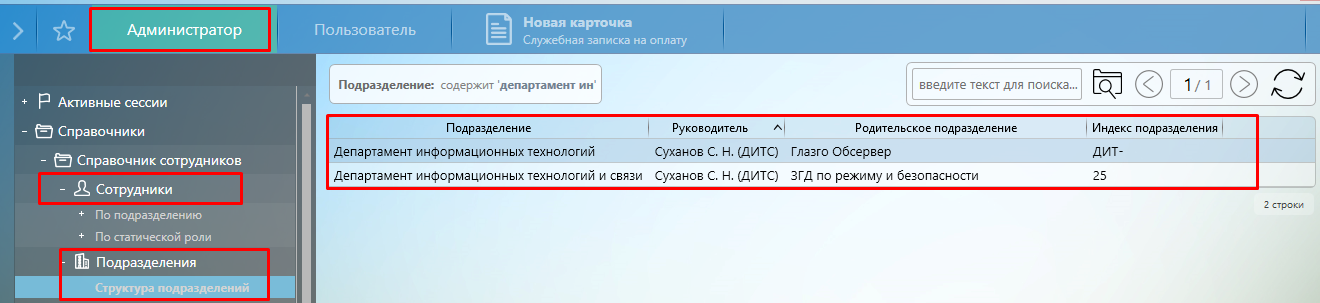 Администратор
Пользователь
Новая карточка
Служебная записка на оплату
Активные сессии
Справочники
Справочник сотрудников
Сотрудники
По подразделению
По статической роли
Подразделения
Структура подразделений
Подразделение: содержит 'департамент ин'
введите текст для поиска...
1 / 1
Подразделение Руководитель Родительское подразделение Индекс подразделения
Департамент информационных технологий Суханов С. Н. (ДИТС) Глазго Обсервер ДИТ-
Департамент информационных технологий и связи Суханов С. Н. (ДИТС) ЗГД по режиму и безопасности 25
2 строки